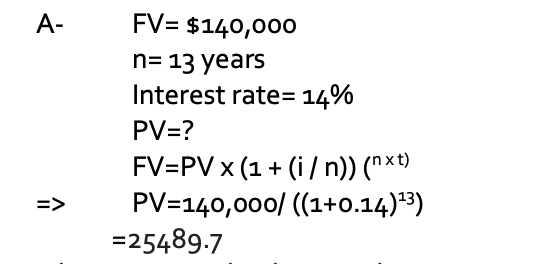 A- FV= $140,000
n= 13 years
Interest rate= 14%
PV=?
FV=PV x (1 + (i / n)) (ⁿ ˣ ᵗ)
=> PV=140,000/ ((1+0.14)¹³)
=25489.7